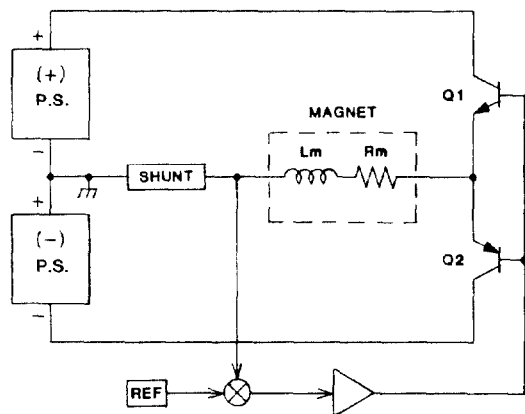 +
(+)
P.S.
−
+
(−)
P.S.
−
SHUNT
MAGNET
Lm Rm
Q1
Q2
REF